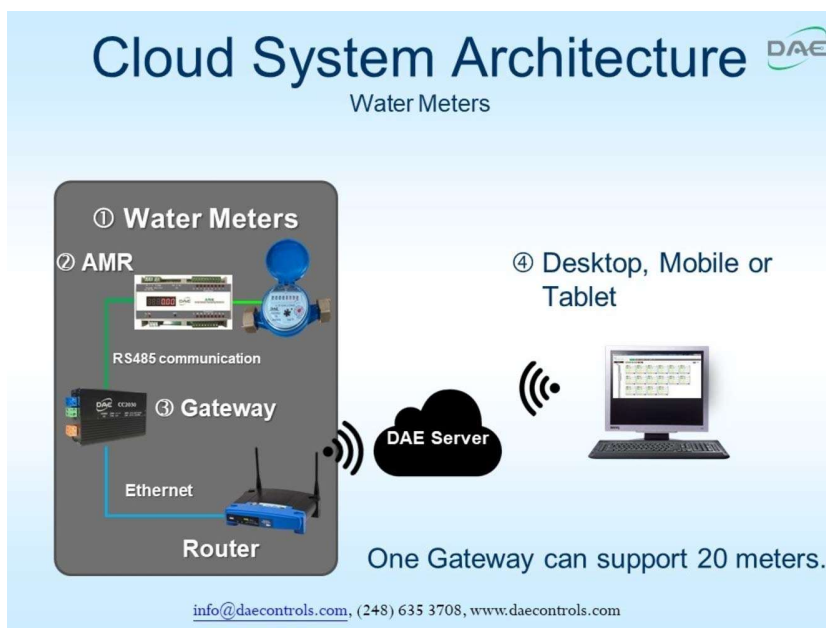 Cloud System Architecture
DAE
Water Meters
① Water Meters
② AMR
RS485 communication
DAE CC2030
③ Gateway
Ethernet
Router
DAE Server
④ Desktop, Mobile or
Tablet
One Gateway can support 20 meters.
info@daecontrols.com, (248) 635 3708, www.daecontrols.com